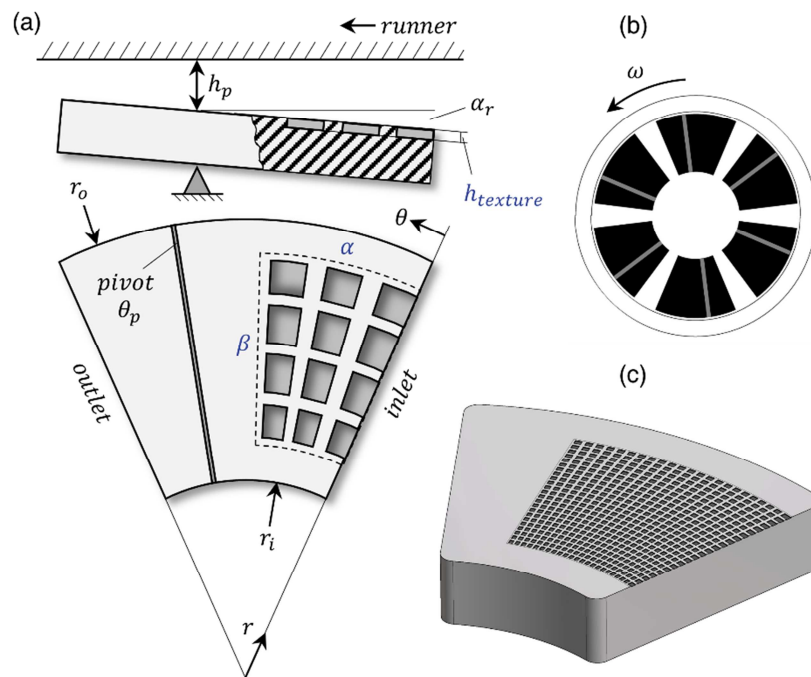 (a)
runner
h_p
α_r
h_texture
r_o
θ
pivot
θ_p
α
β
outlet
inlet
r_i
r
(b)
ω
(c)